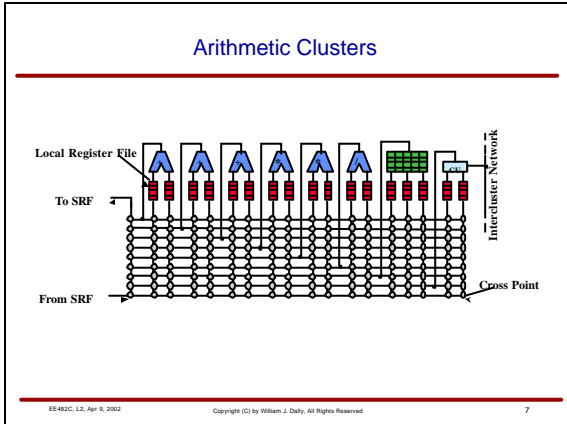 Arithmetic Clusters
Local Register File
To SRF
From SRF
+
+
+
/
CU
Intercluster Network
Cross Point
EE482C, L2, Apr 9, 2002
Copyright (C) by William J. Dally, All Rights Reserved
7